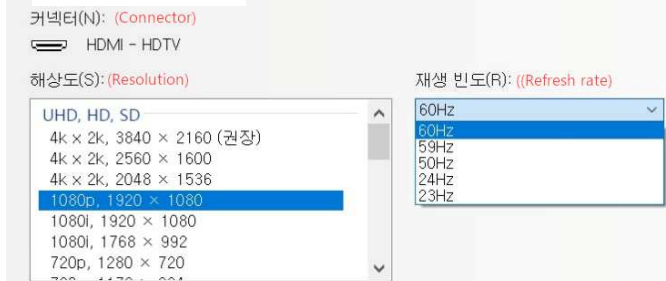 커넥터(N): (Connector)
HDMI - HDTV
해상도(S): (Resolution)
UHD, HD, SD
4k x 2k, 3840 × 2160 (권장)
4k x 2k, 2560 × 1600
4k x 2k, 2048 × 1536
1080p, 1920 × 1080
1080i, 1920 × 1080
1080i, 1768 × 992
720p, 1280 × 720
재생 빈도(R): ((Refresh rate)
60Hz
60Hz
59Hz
50Hz
24Hz
23Hz